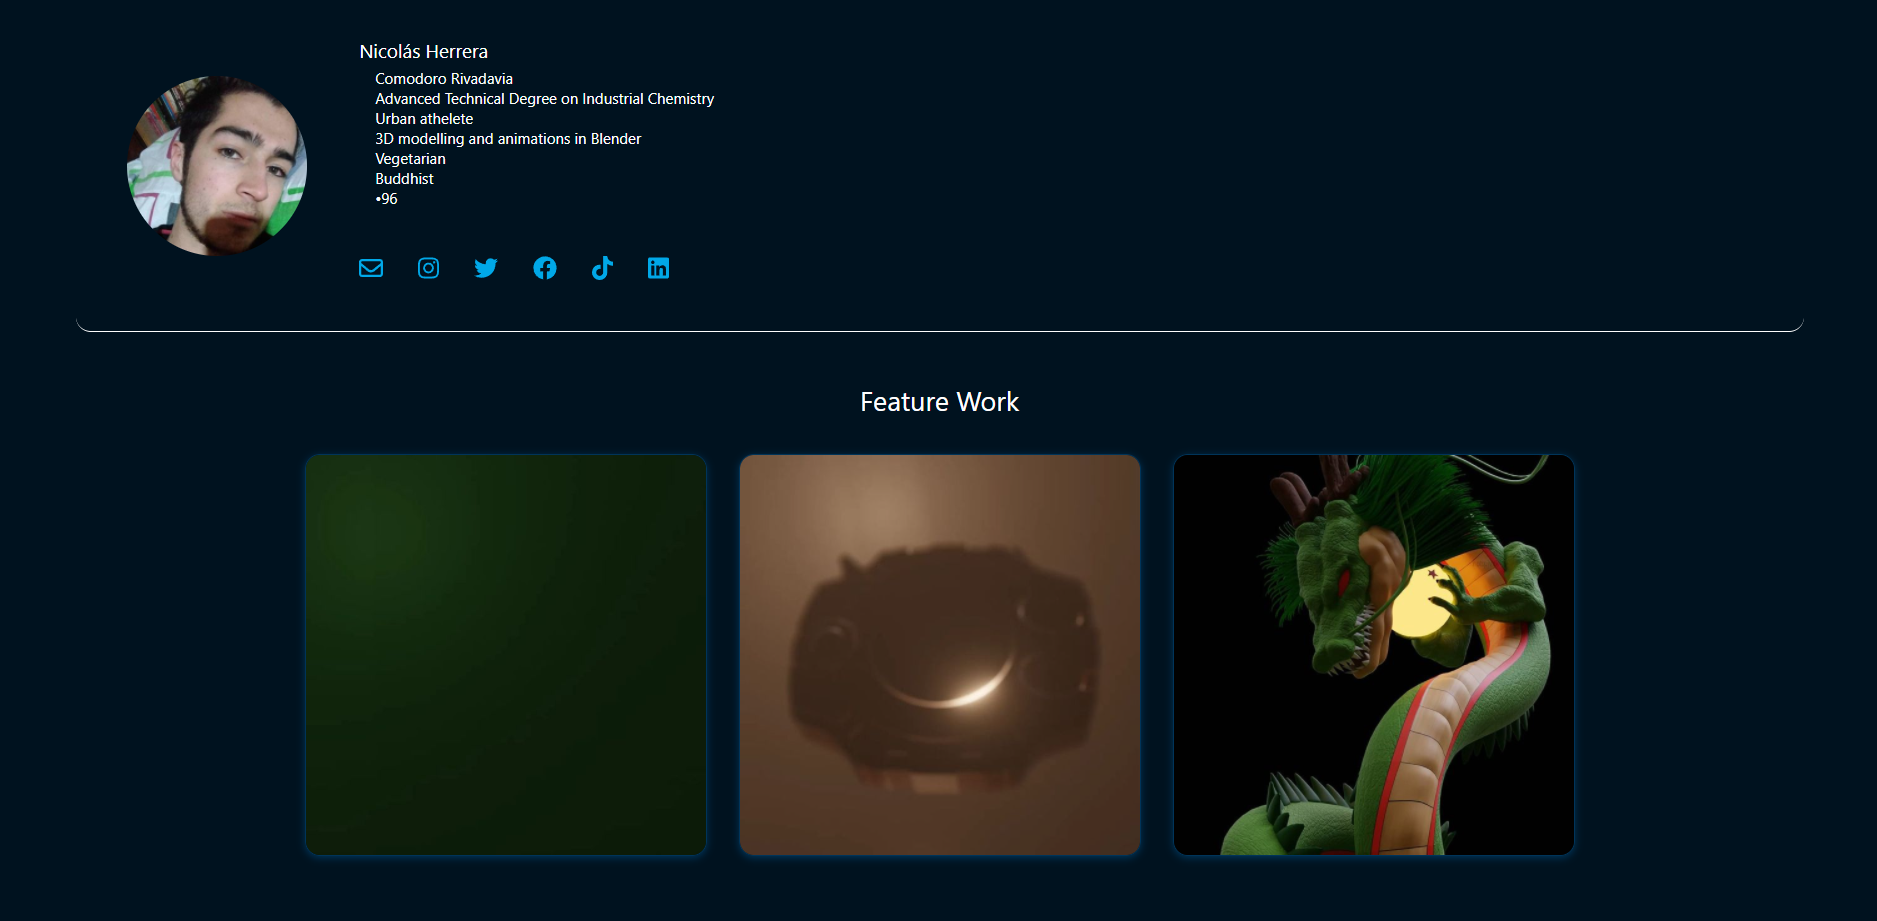 Nicolás Herrera
Comodoro Rivadavia
Advanced Technical Degree on Industrial Chemistry
Urban athelete
3D modelling and animations in Blender
Vegetarian
Buddhist
•96
Feature Work